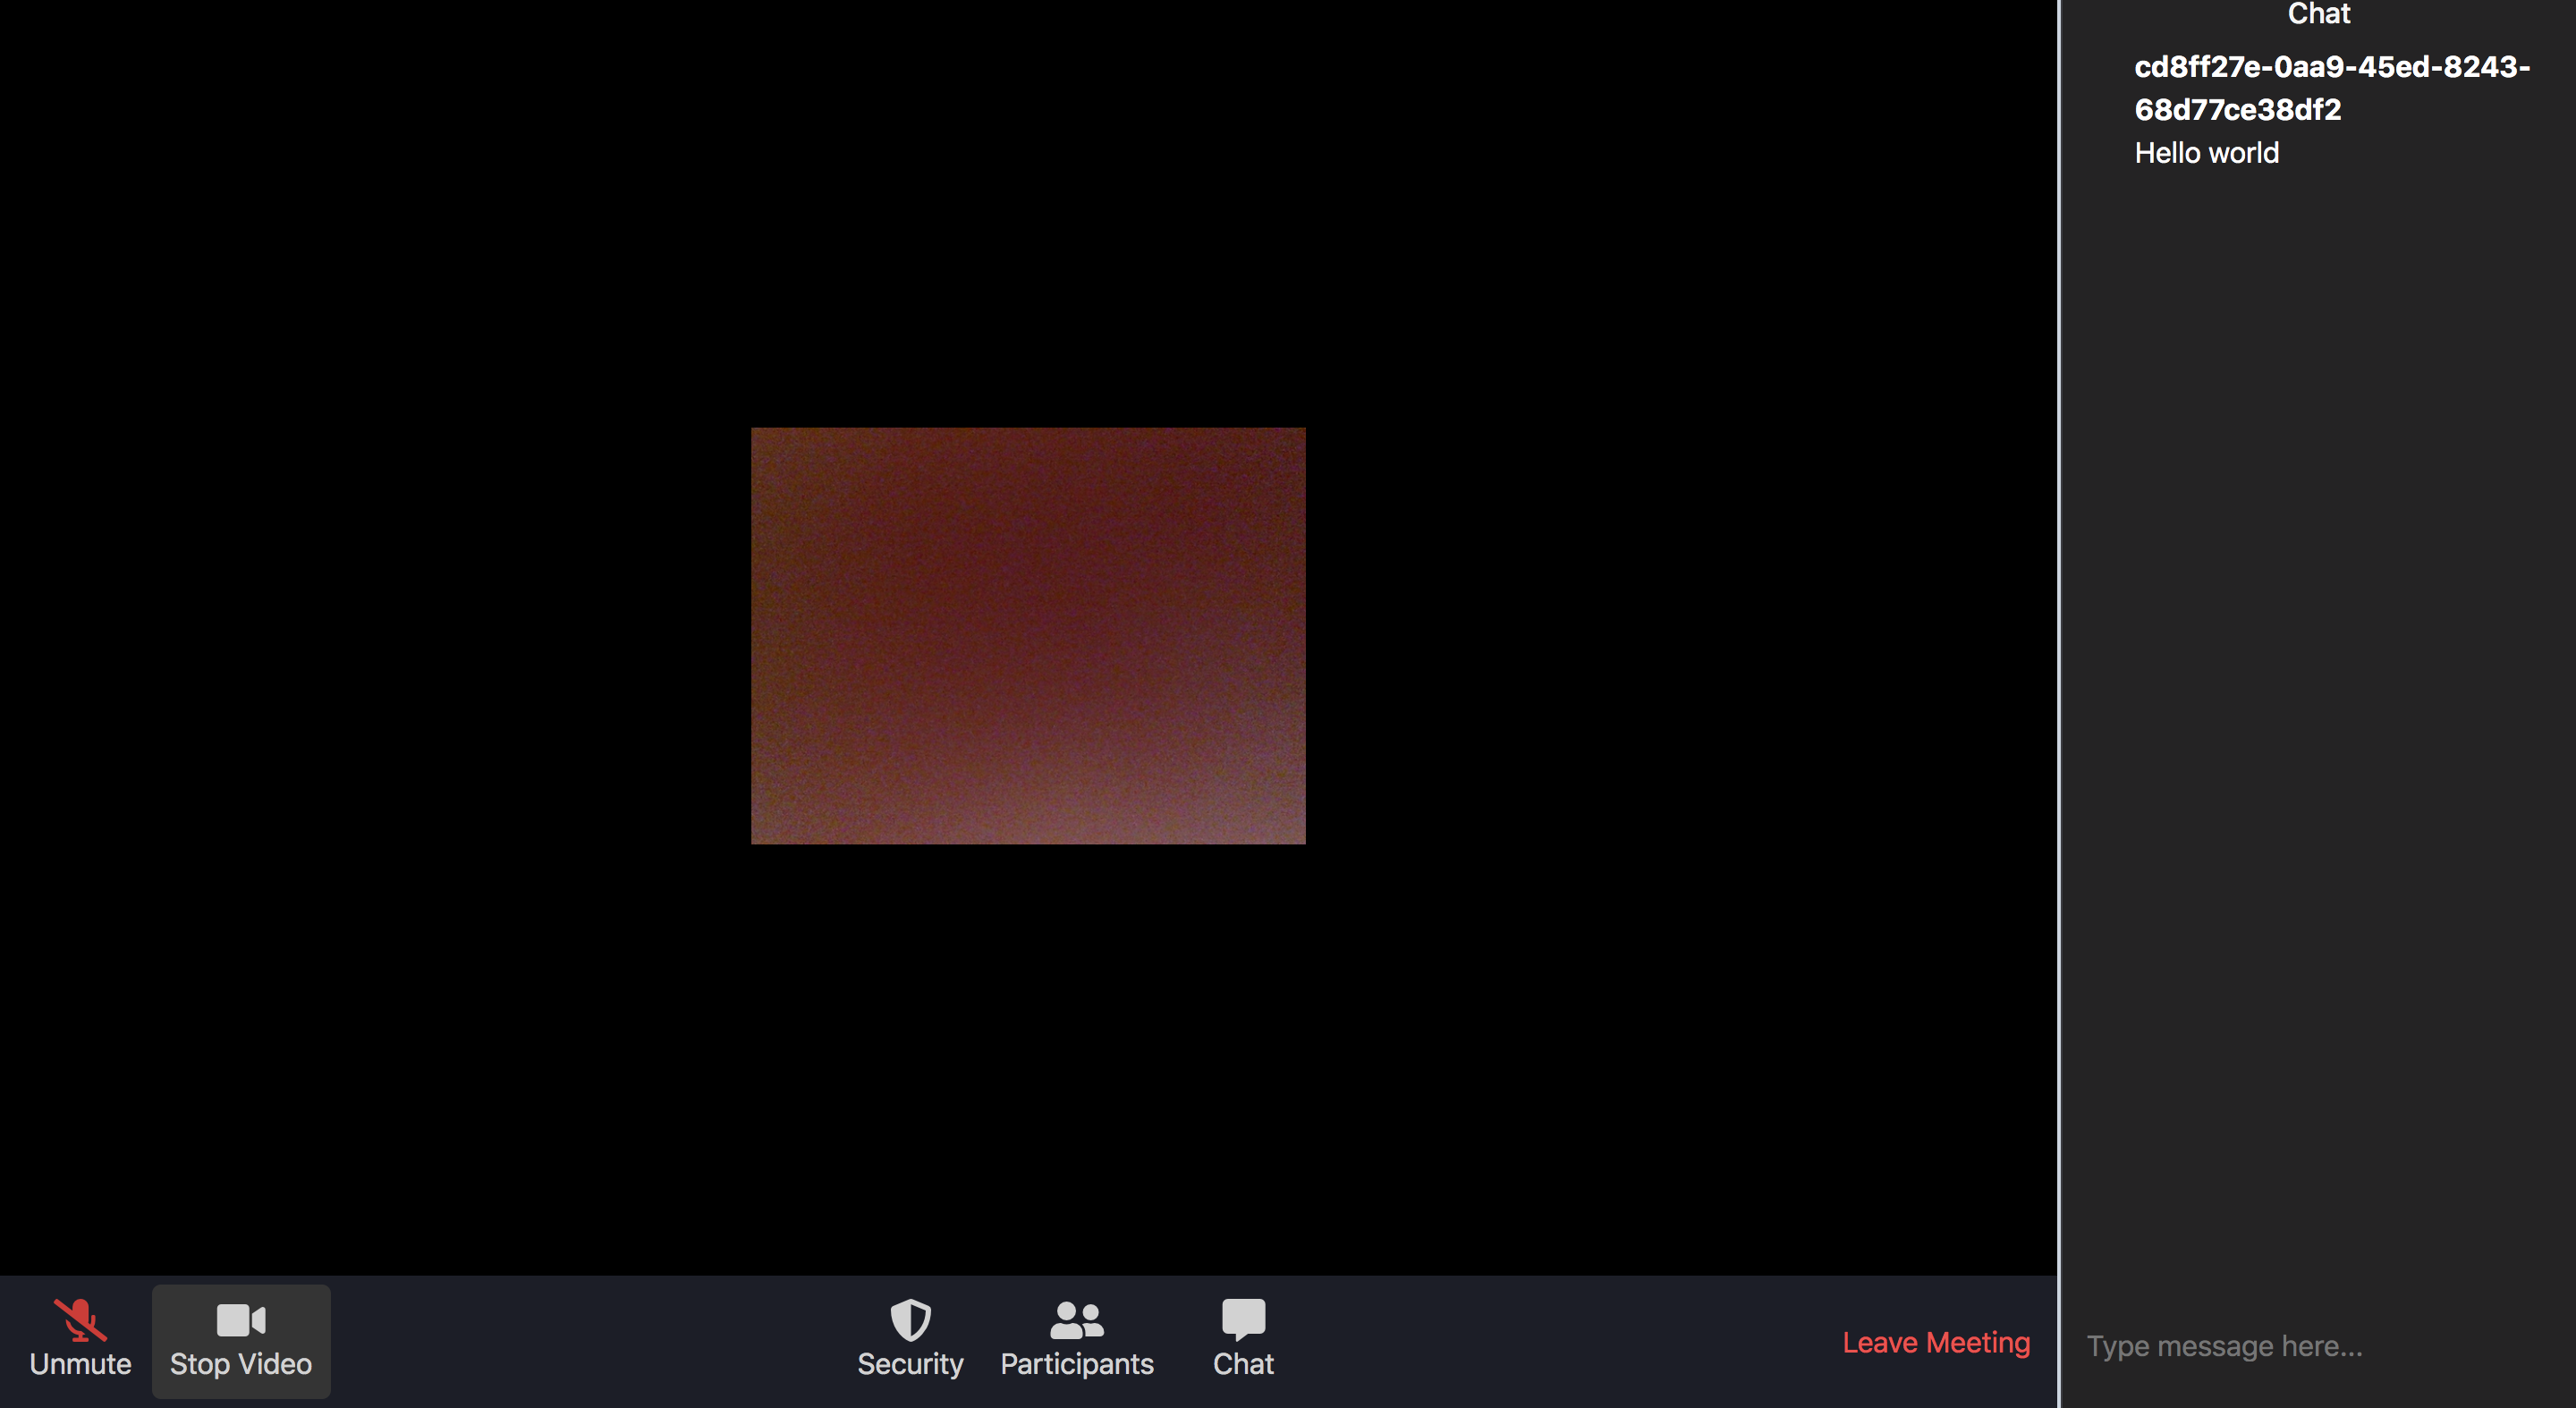 Chat
cd8ff27e-0aa9-45ed-8243-
68d77ce38df2
Hello world
Unmute
Stop Video
Security
Participants
Chat
Leave Meeting
Type message here...